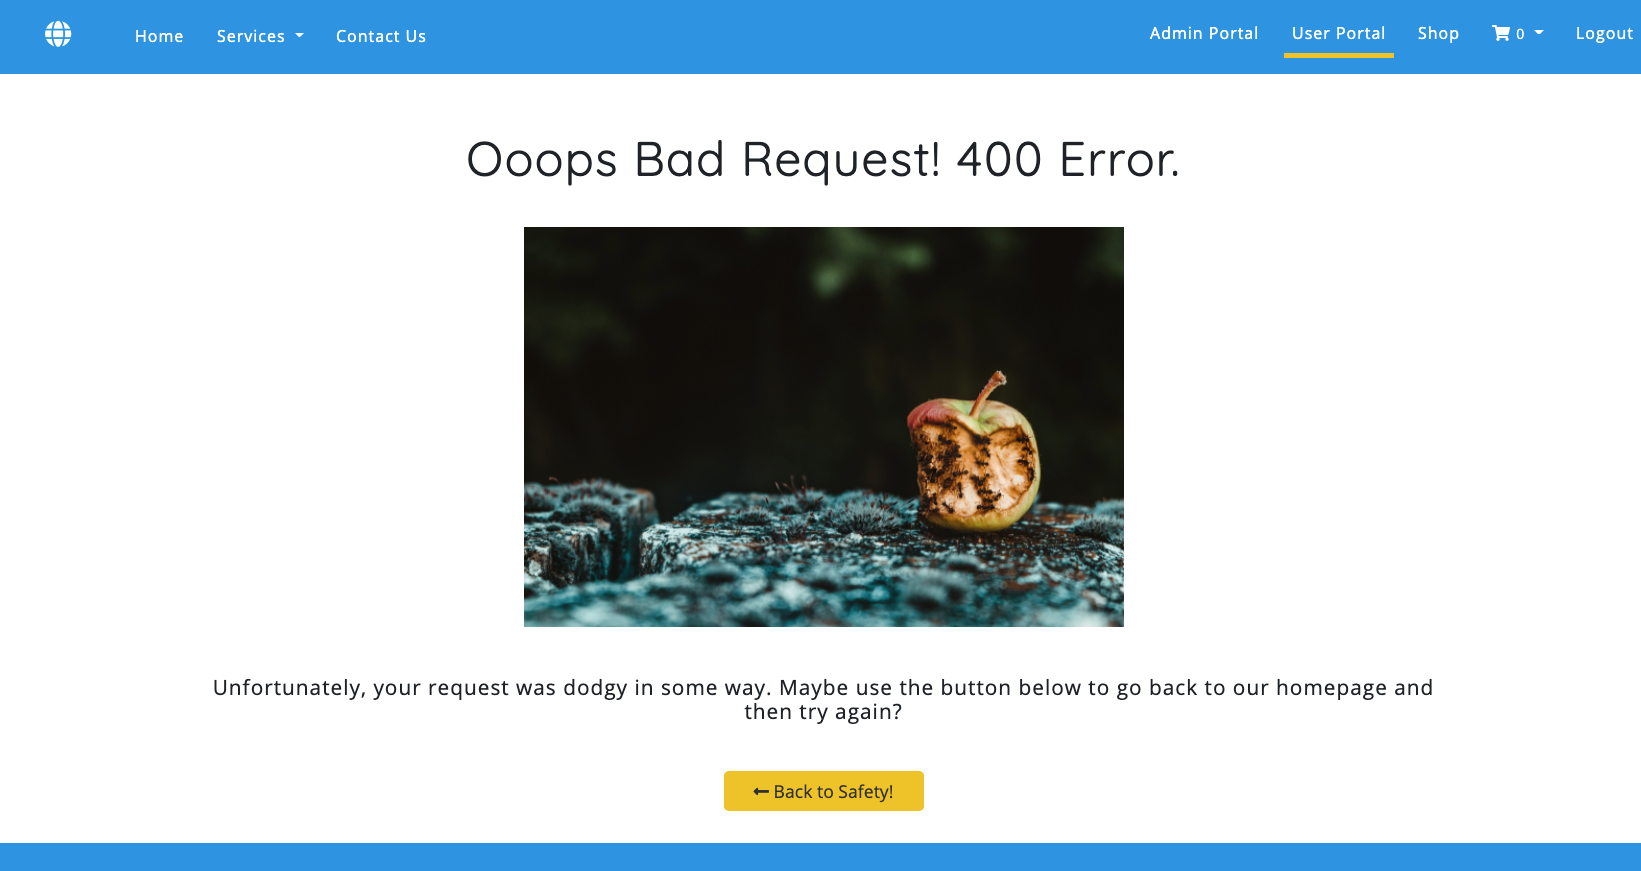 Home Services Contact Us Admin Portal User Portal Shop 0 Logout
Ooops Bad Request! 400 Error.
Unfortunately, your request was dodgy in some way. Maybe use the button below to go back to our homepage and
then try again?
Back to Safety!